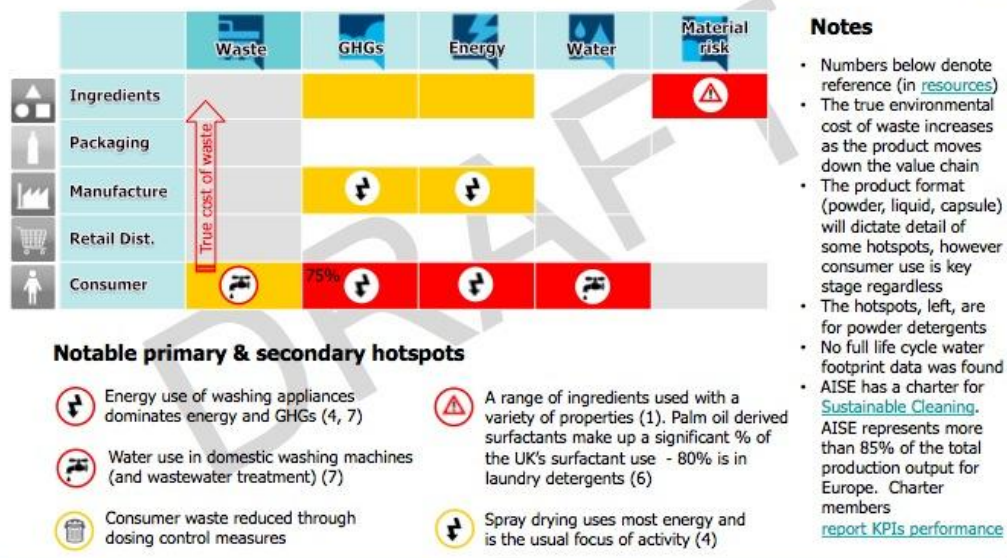 Waste GHGs Energy Water Material
risk
Ingredients
Packaging
Manufacture
Retail Dist.
Consumer
True cost of waste
75%
DRAFT
Notable primary & secondary hotspots
Energy use of washing appliances
dominates energy and GHGs (4, 7)
Water use in domestic washing machines
(and wastewater treatment) (7)
Consumer waste reduced through
dosing control measures
A range of ingredients used with a
variety of properties (1). Palm oil derived
surfactants make up a significant % of
the UK's surfactant use - 80% is in
laundry detergents (6)
Spray drying uses most energy and
is the usual focus of activity (4)
Notes
• Numbers below denote
reference (in resources)
• The true environmental
cost of waste increases
as the product moves
down the value chain
• The product format
(powder, liquid, capsule)
will dictate detail of
some hotspots, however
consumer use is key
stage regardless
• The hotspots, left, are
for powder detergents
• No full life cycle water
footprint data was found
• AISE has a charter for
Sustainable Cleaning.
AISE represents more
than 85% of the total
production output for
Europe. Charter
members
report KPIs performance